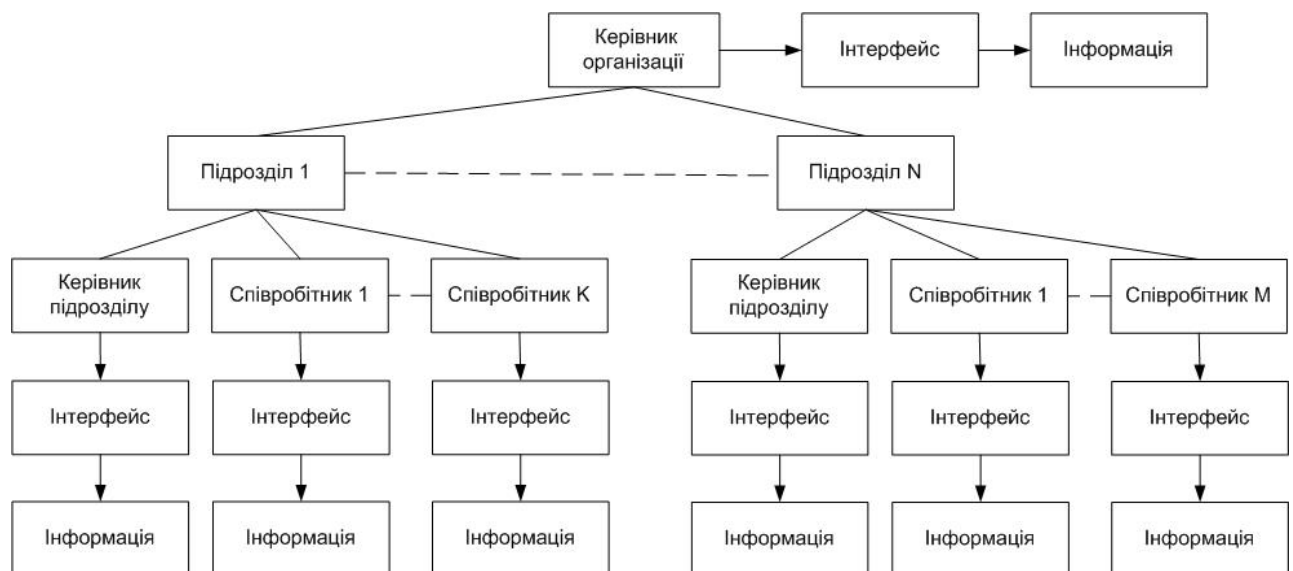 Керівник
організації
Інтерфейс
Інформація
Підрозділ 1
Підрозділ N
Керівник
підрозділу
Співробітник 1
Співробітник K
Керівник
підрозділу
Співробітник 1
Співробітник M
Інтерфейс
Інтерфейс
Інтерфейс
Інтерфейс
Інтерфейс
Інтерфейс
Інформація
Інформація
Інформація
Інформація
Інформація
Інформація